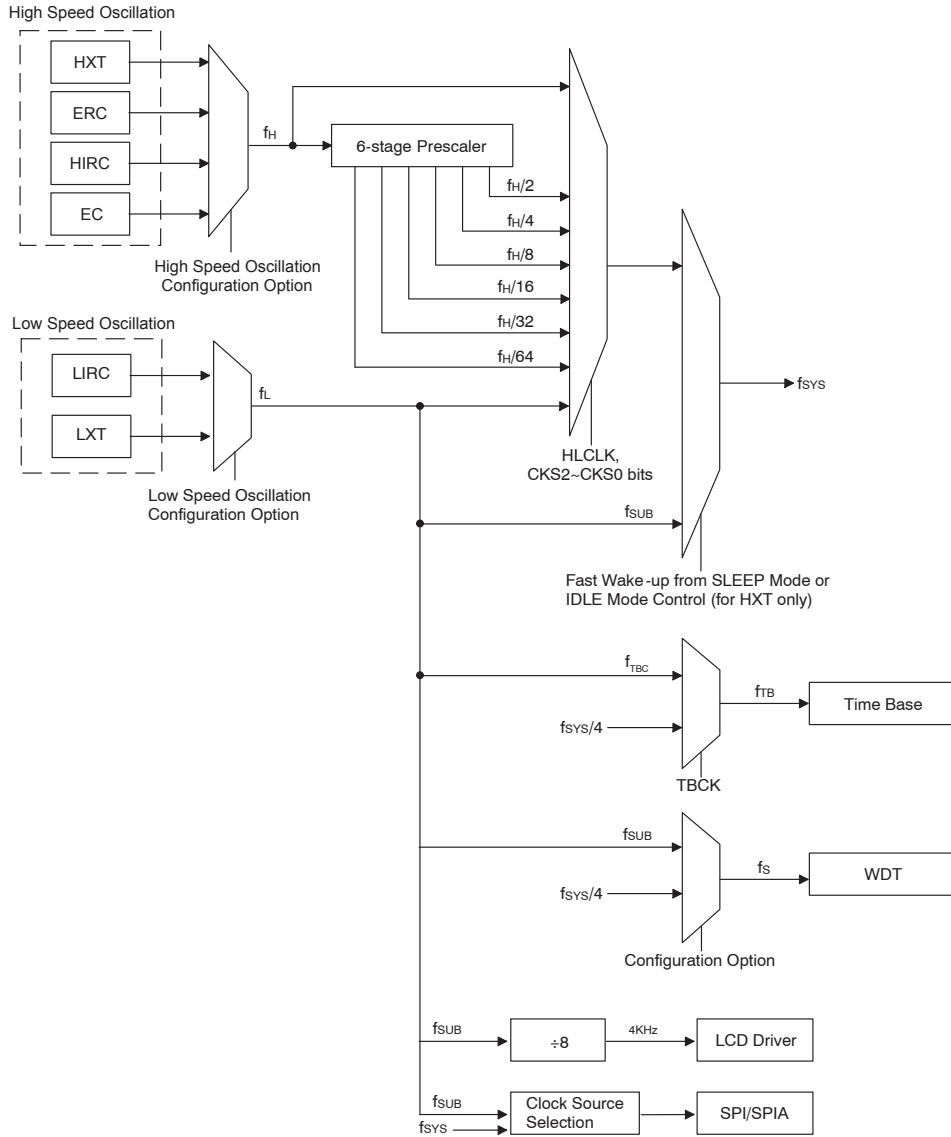 High Speed Oscillation
HXT
ERC
HIRC
EC
fH
6-stage Prescaler
fH/2
fH/4
fH/8
fH/16
fH/32
fH/64
High Speed Oscillation
Configuration Option
Low Speed Oscillation
LIRC
LXT
fL
Low Speed Oscillation
Configuration Option
HLCLK,
CKS2~CKS0 bits
fSYS
fSUB
Fast Wake-up from SLEEP Mode or
IDLE Mode Control (for HXT only)
fTBC
fSYS/4
fTB
Time Base
TBCK
fSUB
fSYS/4
fS
WDT
Configuration Option
fSUB
÷8
4KHz
LCD Driver
fSUB
fSYS
Clock Source
Selection
SPI/SPIA